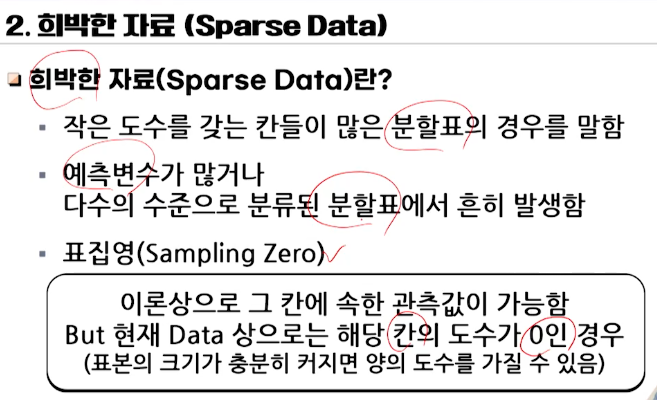 2. 희박한 자료 (Sparse Data)
희박한 자료(Sparse Data)란?
작은 도수를 갖는 칸들이 많은 분할표의 경우를 말함
예측변수가 많거나
다수의 수준으로 분류된 분할표에서 흔히 발생함
표집영(Sampling Zero)
이론상으로 그 칸에 속한 관측값이 가능함
But 현재 Data 상으로는 해당 칸의 도수가 0인 경우
(표본의 크기가 충분히 커지면 양의 도수를 가질 수 있음)